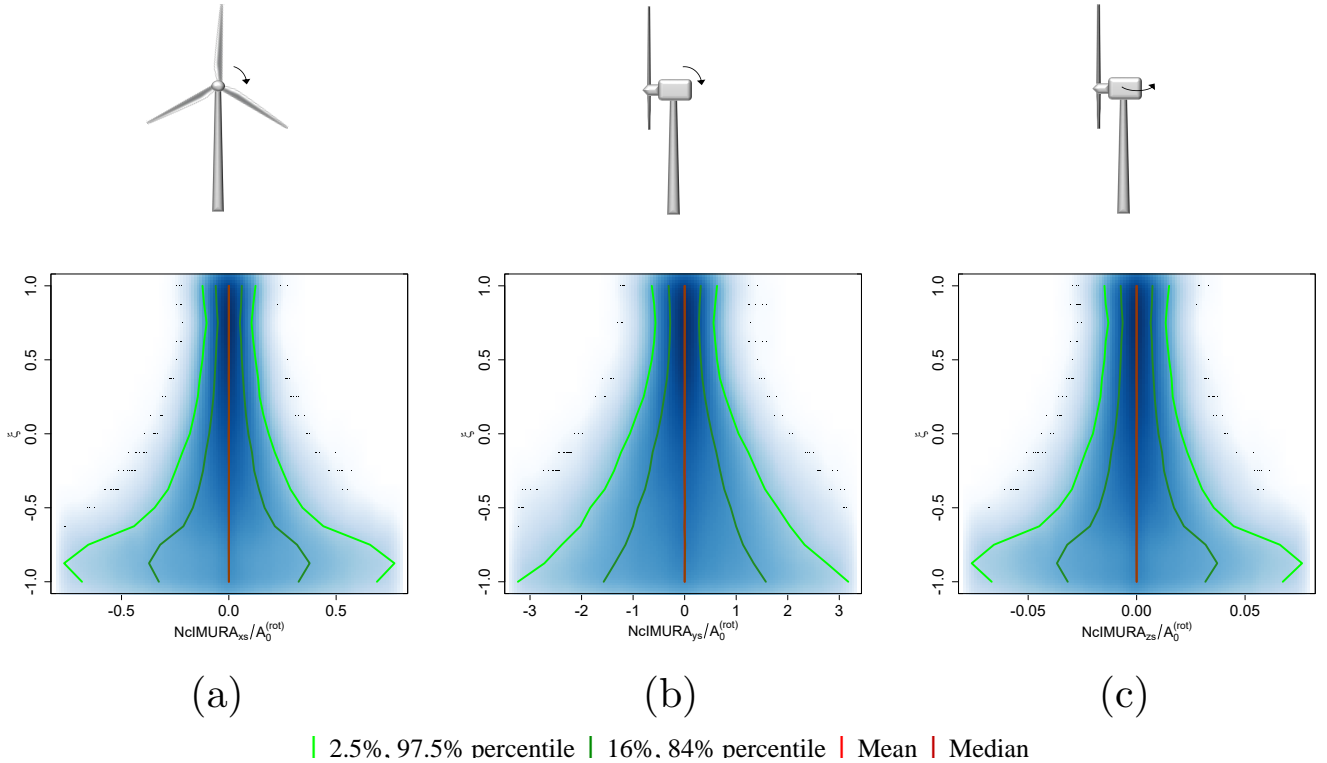 1.0
0.5
0.0
-0.5
-1.0
ξ
-0.5 0.0 0.5
NcIMURAxs/A0(rot)
1.0
0.5
0.0
-0.5
-1.0
ξ
-3 -2 -1 0 1 2 3
NcIMURAys/A0(rot)
1.0
0.5
0.0
-0.5
-1.0
ξ
-0.05 0.00 0.05
NcIMURAzs/A0(rot)
(a) (b) (c)
2.5%, 97.5% percentile 16%, 84% percentile Mean Median